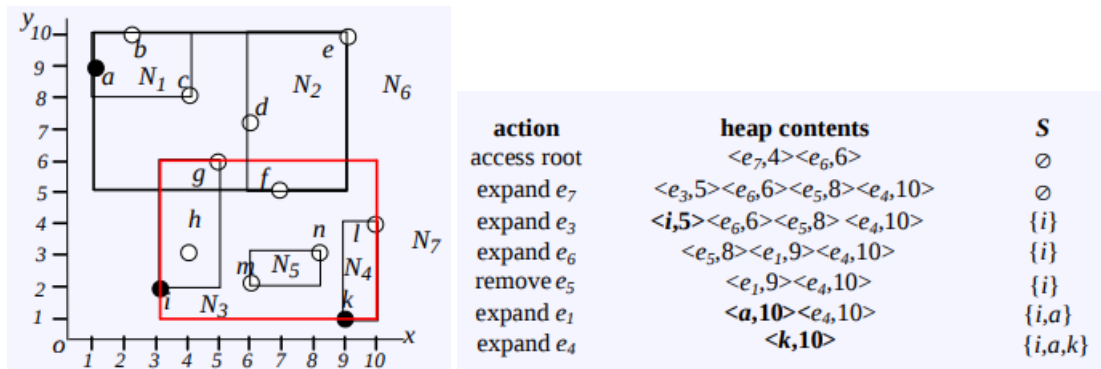 y
10
b
e
9
a
N1
c
N2
N6
8
7
d
6
g
f
5
4
h
n
l
N7
3
m
N5
N4
2
i
N3
k
1
o
x
1 2 3 4 5 6 7 8 9 10
action heap contents S
access root <e7,4><e6,6> ∅
expand e7 <e3,5><e6,6><e5,8><e4,10> ∅
expand e3 <i,5><e6,6><e5,8> <e4,10> {i}
expand e6 <e5,8><e1,9><e4,10> {i}
remove e5 <e1,9><e4,10> {i}
expand e1 <a,10><e4,10> {i,a}
expand e4 <k,10> {i,a,k}